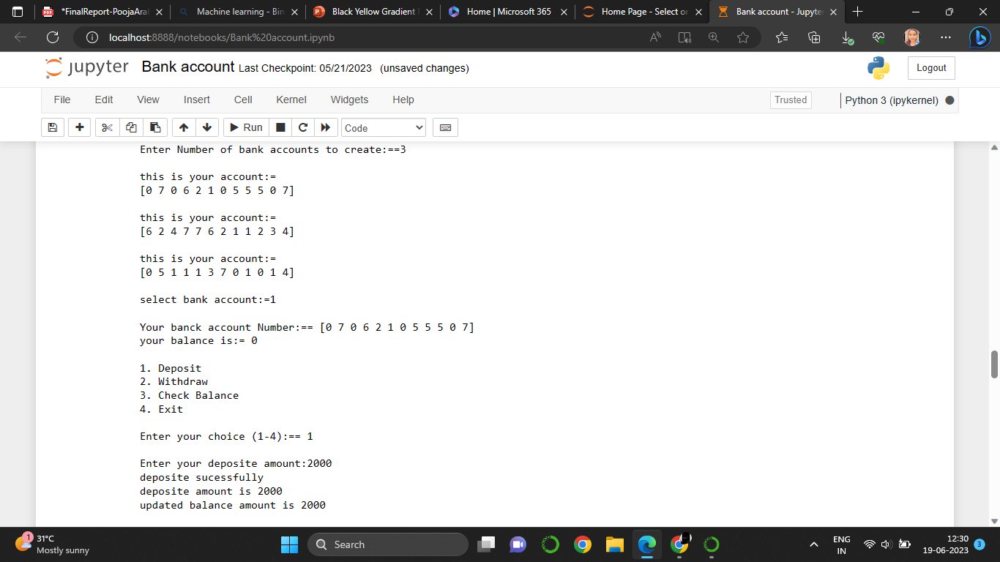 *FinalReport-PoojaAral
Machine learning - Bin
Black Yellow Gradient
Home | Microsoft 365
Home Page - Select or
Bank account - Jupyte
localhost:8888/notebooks/Bank%20account.ipynb
jupyter Bank account Last Checkpoint: 05/21/2023 (unsaved changes)
Logout
File Edit View Insert Cell Kernel Widgets Help
Trusted
Python 3 (ipykernel)
Run
Code
Enter Number of bank accounts to create:==3
this is your account:=
[0 7 0 6 2 1 0 5 5 5 0 7]
this is your account:=
[6 2 4 7 7 6 2 1 1 2 3 4]
this is your account:=
[0 5 1 1 1 3 7 0 1 0 1 4]
select bank account:=1
Your banck account Number:== [0 7 0 6 2 1 0 5 5 5 0 7]
your balance is:= 0
1. Deposit
2. Withdraw
3. Check Balance
4. Exit
Enter your choice (1-4):== 1
Enter your deposite amount:2000
deposite sucessfully
deposite amount is 2000
updated balance amount is 2000
1
31°C
Mostly sunny
Search
ENG
IN
12:30
19-06-2023
3